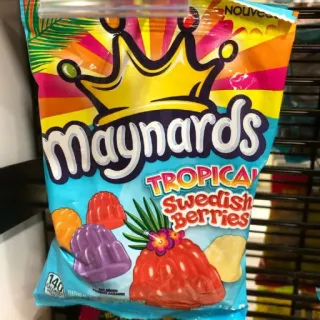 NOUVEAU
maynards
TROPICAL
Swedish
Berries
140